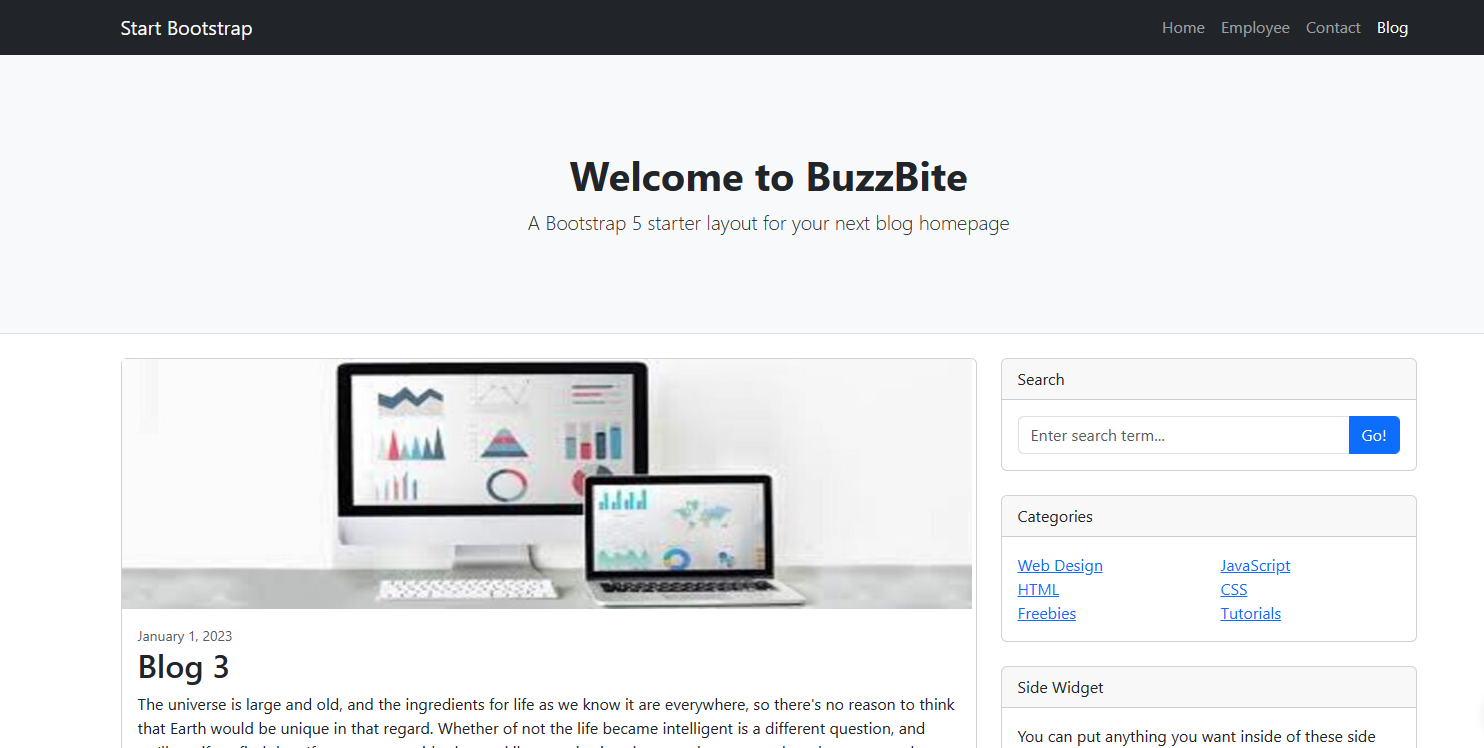 Start Bootstrap
Home Employee Contact Blog
Welcome to BuzzBite
A Bootstrap 5 starter layout for your next blog homepage
January 1, 2023
Blog 3
The universe is large and old, and the ingredients for life as we know it are everywhere, so there's no reason to think
that Earth would be unique in that regard. Whether of not the life became intelligent is a different question, and
Search
Enter search term...
Go!
Categories
Web Design
HTML
Freebies
JavaScript
CSS
Tutorials
Side Widget
You can put anything you want inside of these side